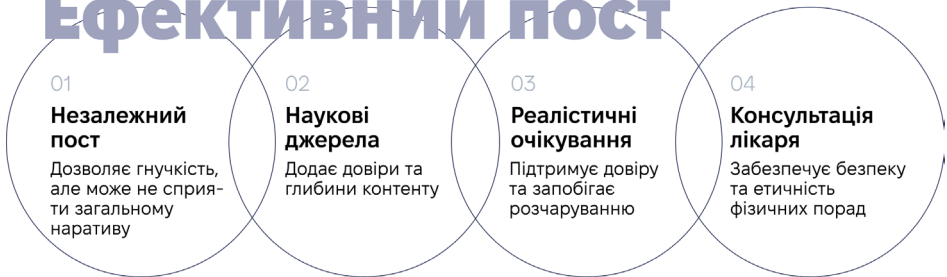 Ефективний пост
01
Незалежний
пост
Дозволяє гнучкість,
але може не сприя-
ти загальному
наративу
02
Наукові
джерела
Додає довіри та
глибини контенту
03
Реалістичні
очікування
Підтримує довіру
та запобігає
розчаруванню
04
Консультація
лікаря
Забезпечує безпеку
та етичність
фізичних порад